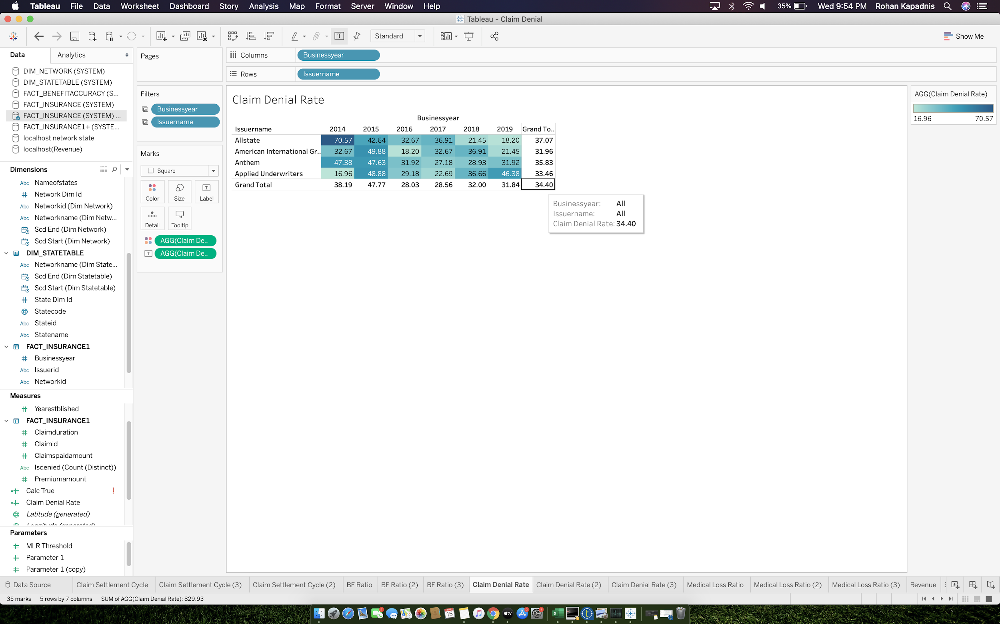 Tableau File Data Worksheet Dashboard Story Analysis Map Format Server Window Help 35% Wed 9:54 PM Rohan Kapadnis
Tableau - Claim Denial
Standard Show Me
Data Analytics
DIM_NETWORK (SYSTEM)
DIM_STATETABLE (SYSTEM)
FACT_BENEFITACCURACY (S...
FACT_INSURANCE (SYSTEM)
FACT_INSURANCE (SYSTEM) ...
FACT_INSURANCE1+ (SYSTE...
localhost network state
localhost(Revenue)
Dimensions
Abc Nameofstates
# Network Dim Id
Abc Networkid (Dim Network)
Abc Networkname (Dim Netw...
Scd End (Dim Network)
Scd Start (Dim Network)
DIM_STATETABLE
Abc Networkname (Dim State...
Scd End (Dim Statetable)
Scd Start (Dim Statetable)
# State Dim Id
Statecode
Abc Stateid
Abc Statename
FACT_INSURANCE1
# Businessyear
Abc Issuerid
Abc Networkid
Measures
# Yearestblished
FACT_INSURANCE1
# Claimduration
# Claimid
# Claimspaidamount
Abc Isdenied (Count (Distinct))
# Premiumamount
=# Calc True !
=# Claim Denial Rate
Latitude (generated)
Longitude (generated)
Parameters
# MLR Threshold
# Parameter 1
# Parameter 1 (copy)
Pages
Filters
Businessyear
Issuername
Marks
Square
Color Size T Label
Detail Tooltip
AGG(Claim De..
T AGG(Claim De..
Columns Businessyear
Rows Issuername
Claim Denial Rate
Businessyear
Issuername 2014 2015 2016 2017 2018 2019 Grand To..
Allstate 70.57 42.64 32.67 36.91 21.45 18.20 37.07
American International Gr.. 32.67 49.88 18.20 32.67 36.91 21.45 31.96
Anthem 47.38 47.63 31.92 27.18 28.93 31.92 35.83
Applied Underwriters 16.96 48.88 29.18 22.69 36.66 46.38 33.46
Grand Total 38.19 47.77 28.03 28.56 32.00 31.84 34.40
Businessyear: All
Issuername: All
Claim Denial Rate: 34.40
AGG(Claim Denial Rate)
16.96 70.57
Data Source Claim Settlement Cycle Claim Settlement Cycle (3) Claim Settlement Cycle (2) BF Ratio BF Ratio (2) BF Ratio (3) Claim Denial Rate Claim Denial Rate (2) Claim Denial Rate (3) Medical Loss Ratio Medical Loss Ratio (2) Medical Loss Ratio (3) Revenue
35 marks 5 rows by 7 columns SUM of AGG(Claim Denial Rate): 829.93